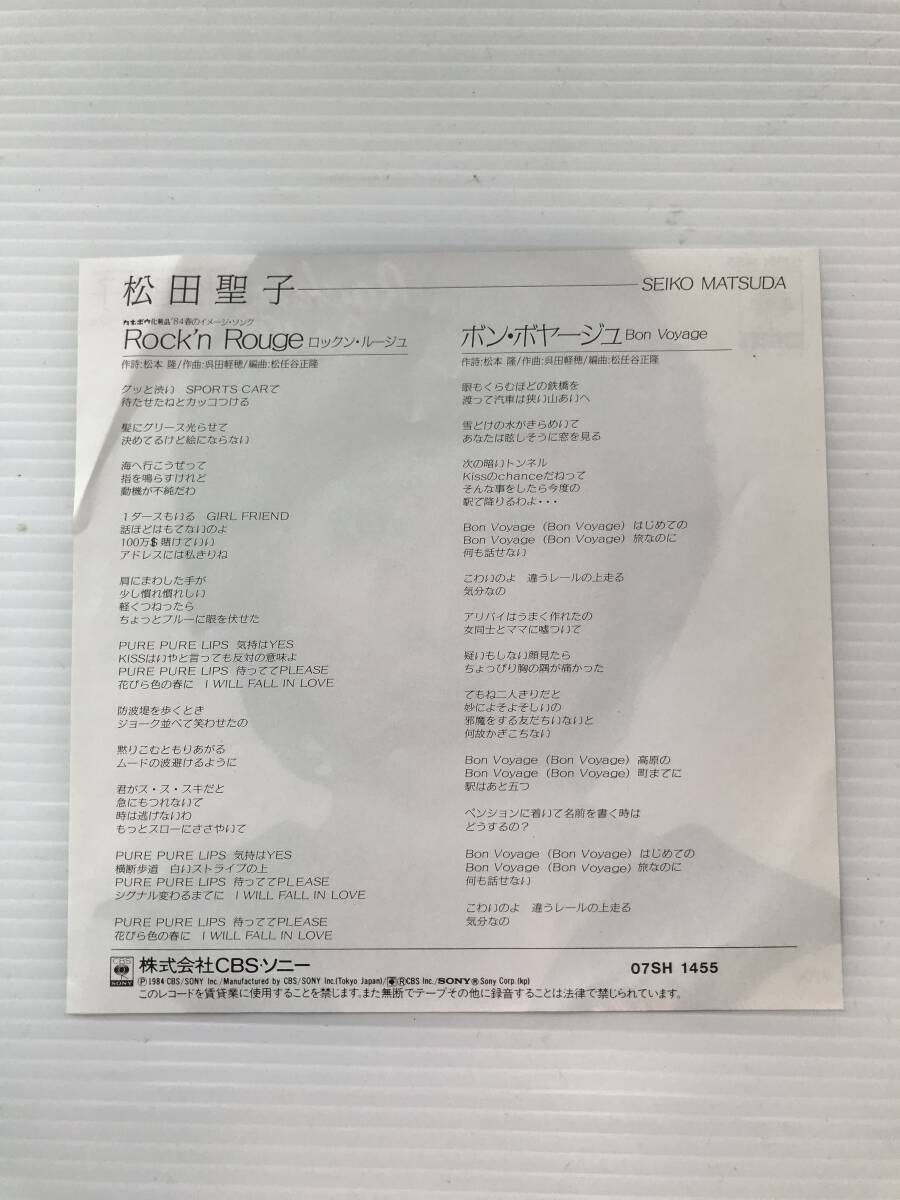 松田聖子 SEIKO MATSUDA
カネボウ化粧品'84春のイメージ・ソング
Rock'n Rouge ロックン・ルージュ
作詩:松本 隆/作曲:呉田軽穂/編曲:松任谷正隆
グッと渋い SPORTS CARで
待たせたねとカッコつける
髪にグリース光らせて
決めてるけど絵にならない
海へ行こうぜって
指を鳴らすけれど
動機が不純だわ
1ダースもいる GIRL FRIEND
話ほどはもてないのよ
100万$賭けていい
アドレスには私きりね
肩にまわした手が
少し慣れ慣れしい
軽くつねったら
ちょっとブルーに眼を伏せた
PURE PURE LIPS 気持はYES
KISSはいやと言っても反対の意味よ
PURE PURE LIPS 待っててPLEASE
花びら色の春に I WILL FALL IN LOVE
防波堤を歩くとき
ジョーク並べて笑わせたの
黙りこむともりあがる
ムードの波避けるように
君がス・ス・スキだと
急にもつれないで
時は逃げないわ
もっとスローにささやいて
PURE PURE LIPS 気持はYES
横断歩道 白いストライプの上
PURE PURE LIPS 待っててPLEASE
シグナル変わるまでに I WILL FALL IN LOVE
PURE PURE LIPS 待っててPLEASE
花びら色の春に I WILL FALL IN LOVE
ボン・ボヤージュ Bon Voyage
作詩:松本 隆/作曲:呉田軽穂/編曲:松任谷正隆
眼もくらむほどの鉄橋を
渡って汽車は狭い山あいへ
雪どけの水がきらめいて
あなたは眩しそうに窓を見る
次の暗いトンネル
Kissのchanceだねって
そんな事をしたら今度の
駅で降りるわよ・・・
Bon Voyage (Bon Voyage) はじめての
Bon Voyage (Bon Voyage) 旅なのに
何も話せない
こわいのよ 違うレールの上走る
気分なの
アリバイはうまく作れたの
女同士とママに嘘ついて
疑いもしない顔見たら
ちょっぴり胸の隅が痛かった
でもね二人きりだと
妙によそよそしいの
邪魔をする友だちいないと
何故かぎこちない
Bon Voyage (Bon Voyage) 高原の
Bon Voyage (Bon Voyage) 町までに
駅はあと五つ
ペンションに着いて名前を書く時は
どうするの?
Bon Voyage (Bon Voyage) はじめての
Bon Voyage (Bon Voyage) 旅なのに
何も話せない
こわいのよ 違うレールの上走る
気分なの
CBS
SONY
株式会社CBS・ソニー 07SH 1455
Ⓟ1984 CBS/SONY Inc./Manufactured by CBS/SONY Inc.(Tokyo Japan)/®CBS Inc./SONY® Sony Corp.(kp)
このレコードを賃貸業に使用することを禁じます。また無断でテープその他に録音することは法律で禁じられています。